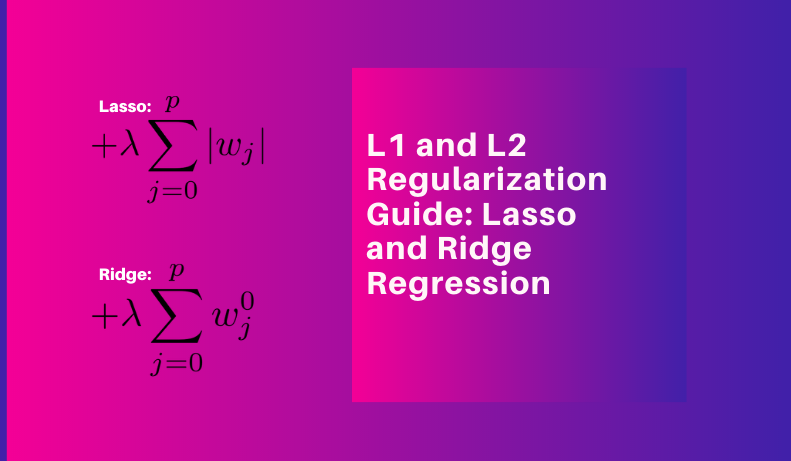 Lasso:
+λ∑_{j=0}^{p} |w_j|
Ridge:
+λ∑_{j=0}^{p} w_j^0
L1 and L2
Regularization
Guide: Lasso
and Ridge
Regression